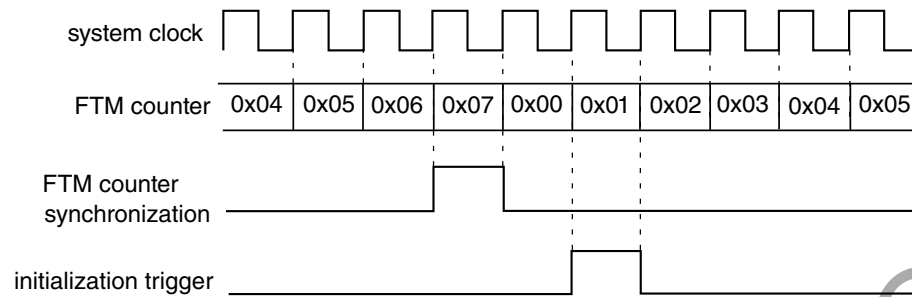 system clock
FTM counter 0x04 0x05 0x06 0x07 0x00 0x01 0x02 0x03 0x04 0x05
FTM counter
synchronization
initialization trigger